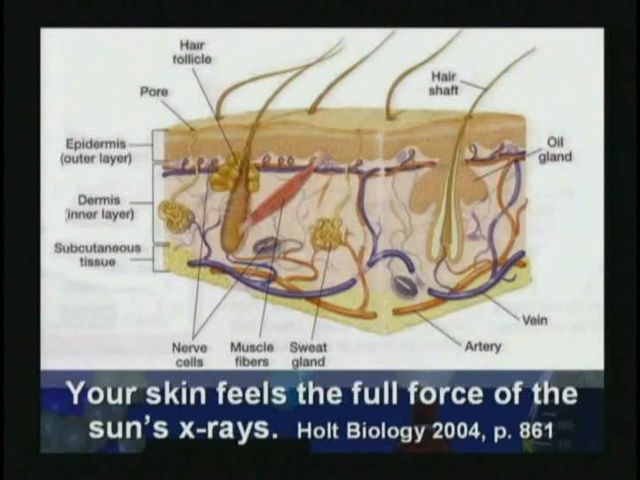 Hair
follicle
Pore
Hair
shaft
Epidermis
(outer layer)
Oil
gland
Dermis
(inner layer)
Subcutaneous
tissue
Vein
Nerve
cells
Muscle
fibers
Sweat
gland
Artery
Your skin feels the full force of the
sun's x-rays. Holt Biology 2004, p. 861